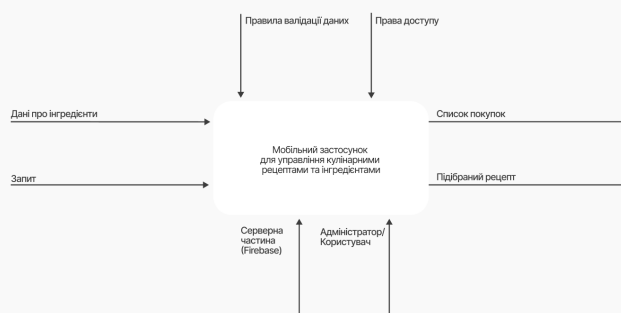 Правила валідації даних
Права доступу
Дані про інгредієнти
Список покупок
Мобільний застосунок
для управління кулінарними
рецептами та інгредієнтами
Запит
Підібраний рецепт
Серверна
частина
(Firebase)
Адміністратор/
Користувач